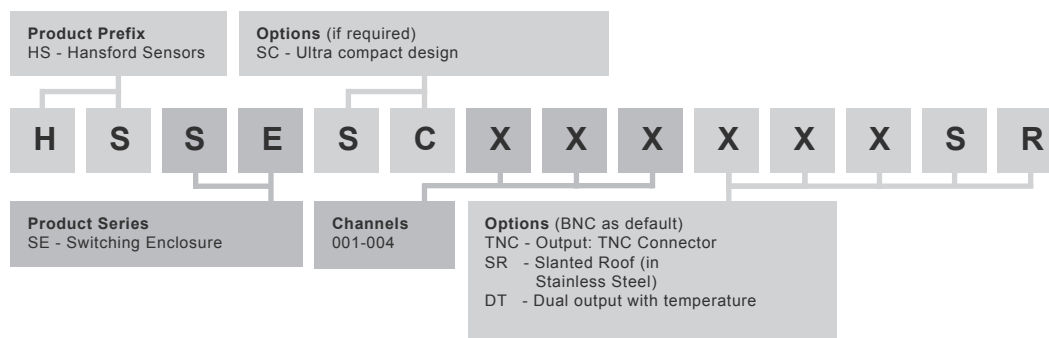 Product Prefix
HS - Hansford Sensors
Options (if required)
SC - Ultra compact design
H S S E S C X X X X X X S R
Product Series
SE - Switching Enclosure
Channels
001-004
Options (BNC as default)
TNC - Output: TNC Connector
SR - Slanted Roof (in
Stainless Steel)
DT - Dual output with temperature